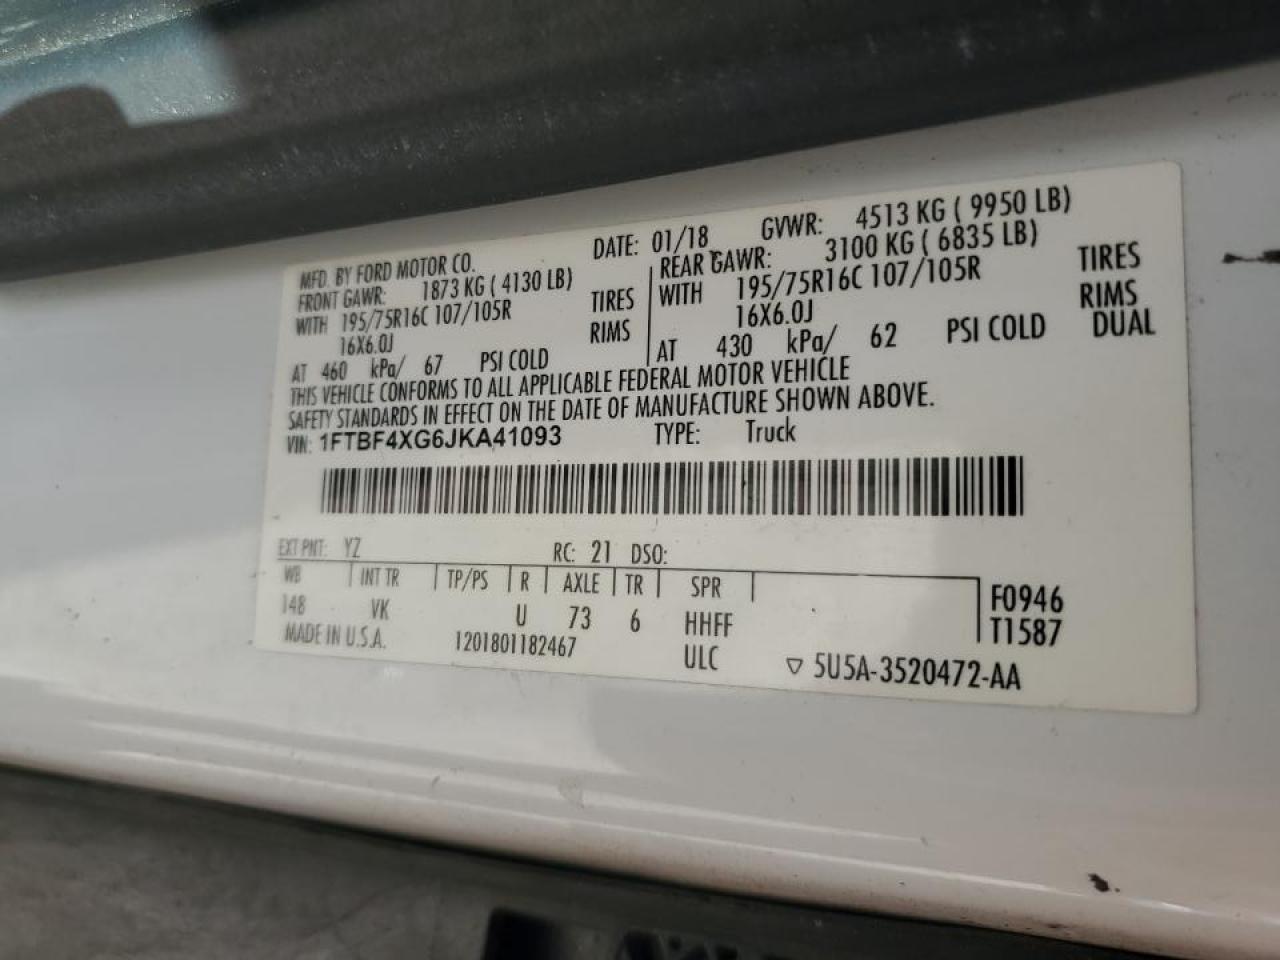 MFD. BY FORD MOTOR CO. DATE: 01/18 GVWR: 4513 KG ( 9950 LB)
FRONT GAWR: 1873 KG ( 4130 LB) REAR GAWR: 3100 KG ( 6835 LB)
WITH 195/75R16C 107/105R TIRES WITH 195/75R16C 107/105R TIRES
16X6.0J RIMS 16X6.0J RIMS
AT 460 kPa/ 67 PSI COLD AT 430 kPa/ 62 PSI COLD DUAL
THIS VEHICLE CONFORMS TO ALL APPLICABLE FEDERAL MOTOR VEHICLE
SAFETY STANDARDS IN EFFECT ON THE DATE OF MANUFACTURE SHOWN ABOVE.
VIN: 1FTBF4XG6JKA41093 TYPE: Truck
EXT PNT: YZ RC: 21 DSO:
WB INT TR TP/PS R AXLE TR SPR F0946
148 VK U 73 6 HHFF T1587
MADE IN U.S.A. 1201801182467 ULC ▽ 5U5A-3520472-AA